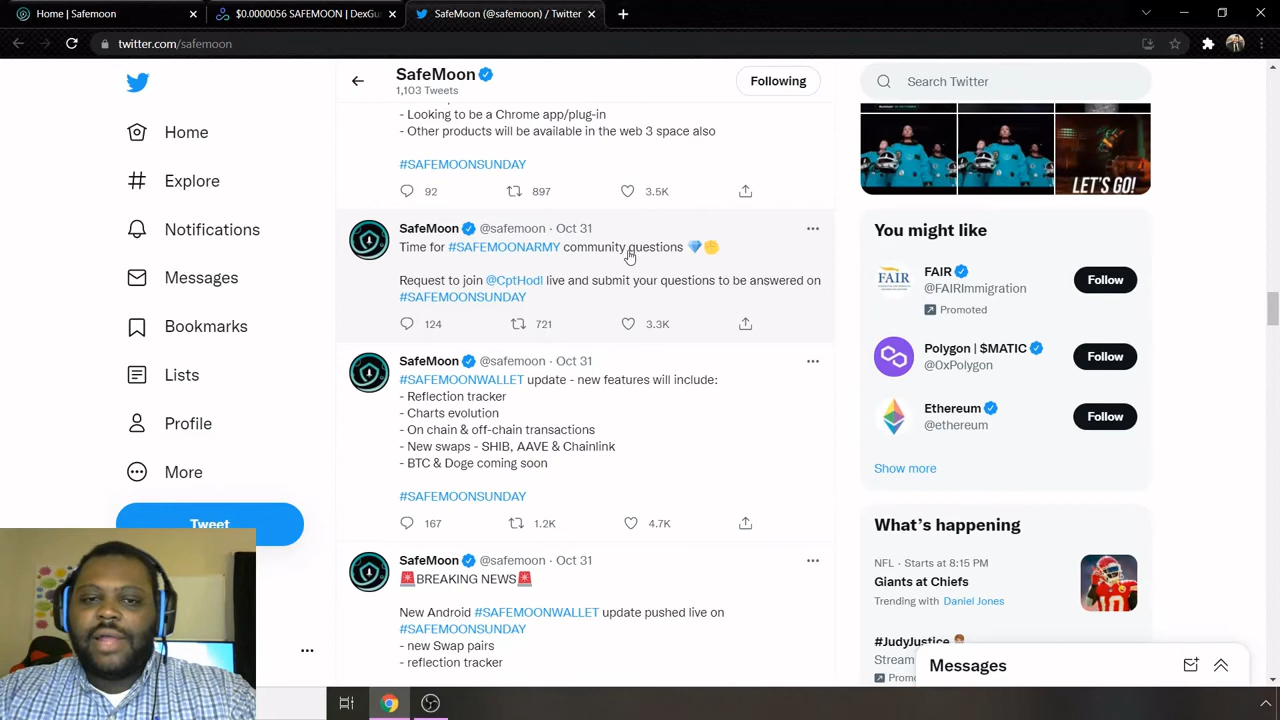 Home | Safemoon
$0.0000056 SAFEMOON | DexGu
SafeMoon (@safemoon) / Twitter
twitter.com/safemoon
SafeMoon
1,103 Tweets
Following
Search Twitter
Home
Explore
Notifications
Messages
Bookmarks
Lists
Profile
More
Tweet
- Looking to be a Chrome app/plug-in
- Other products will be available in the web 3 space also
#SAFEMOONSUNDAY
92 897 3.5K
SafeMoon @safemoon · Oct 31
Time for #SAFEMOONARMY community questions 💎✊
Request to join @CptHodl live and submit your questions to be answered on
#SAFEMOONSUNDAY
124 721 3.3K
SafeMoon @safemoon · Oct 31
#SAFEMOONWALLET update - new features will include:
- Reflection tracker
- Charts evolution
- On chain & off-chain transactions
- New swaps - SHIB, AAVE & Chainlink
- BTC & Doge coming soon
#SAFEMOONSUNDAY
167 1.2K 4.7K
SafeMoon @safemoon · Oct 31
🚨BREAKING NEWS🚨
New Android #SAFEMOONWALLET update pushed live on
#SAFEMOONSUNDAY
- new Swap pairs
- reflection tracker
LET'S GO!
You might like
FAIR
@FAIRImmigration
Promoted
Follow
Polygon | $MATIC
@0xPolygon
Follow
Ethereum
@ethereum
Follow
Show more
What's happening
NFL · Starts at 8:15 PM
Giants at Chiefs
Trending with Daniel Jones
#JudyJustice
Stream
Promo
Messages